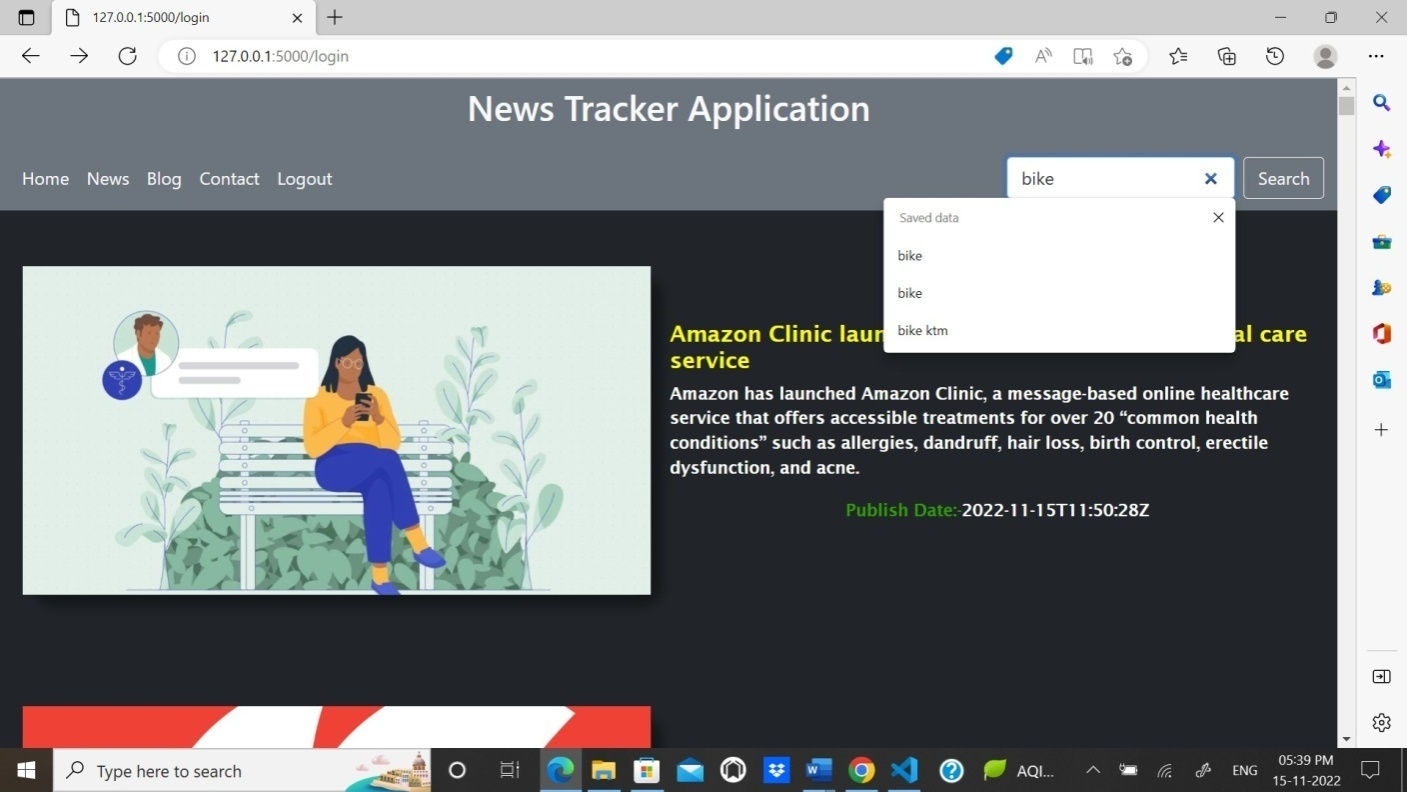 127.0.0.1:5000/login
127.0.0.1:5000/login
News Tracker Application
Home News Blog Contact Logout
bike
Search
Saved data
bike
bike
bike ktm
Amazon Clinic laun al care
service
Amazon has launched Amazon Clinic, a message-based online healthcare
service that offers accessible treatments for over 20 “common health
conditions” such as allergies, dandruff, hair loss, birth control, erectile
dysfunction, and acne.
Publish Date:-2022-11-15T11:50:28Z
Type here to search
AQI...
ENG
05:39 PM
15-11-2022